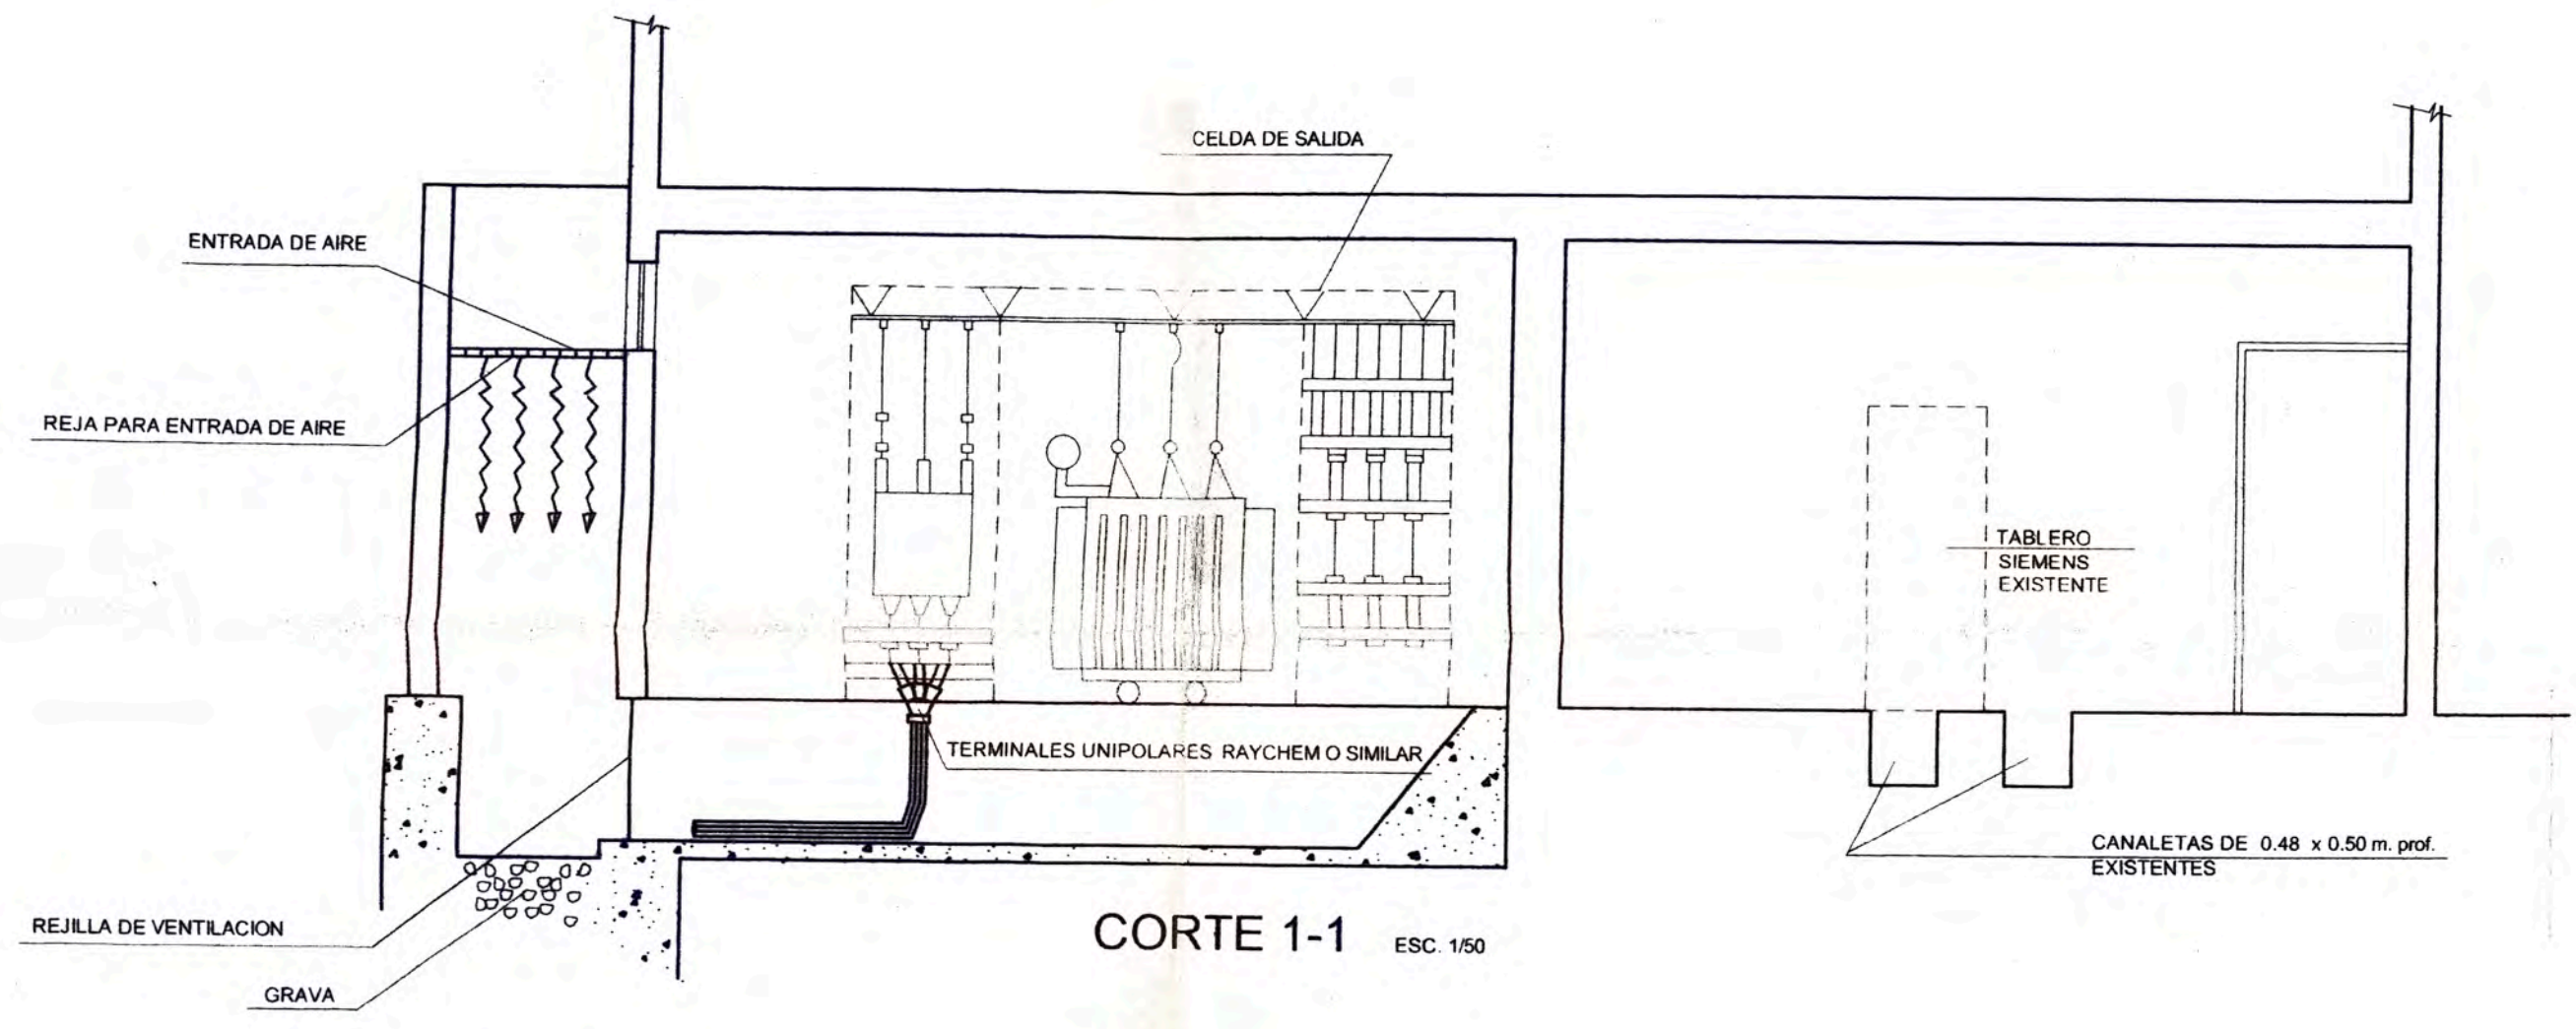 CELDA DE SALIDA
ENTRADA DE AIRE
REJA PARA ENTRADA DE AIRE
TABLERO
SIEMENS
EXISTENTE
TERMINALES UNIPOLARES RAYCHEM O SIMILAR
CANALETAS DE 0.48 x 0.50 m. prof.
EXISTENTES
REJILLA DE VENTILACION
GRAVA
CORTE 1-1 ESC. 1/50